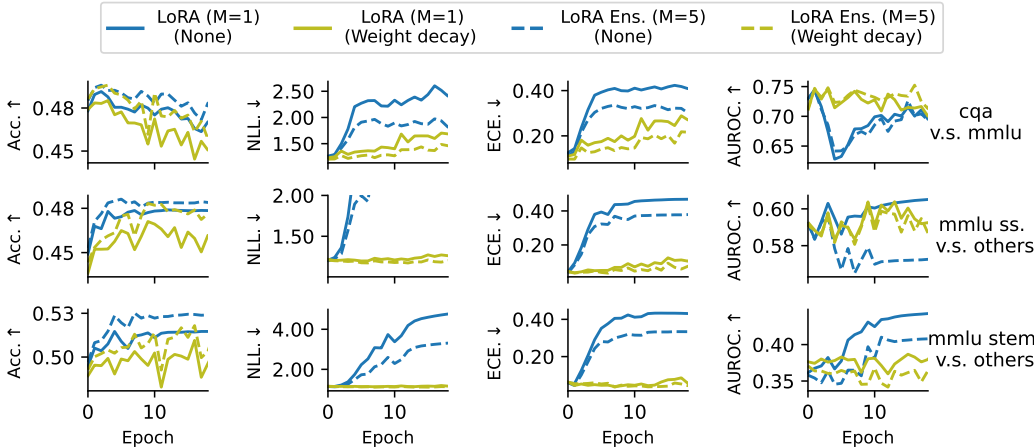 LoRA (M=1)
(None)
LoRA (M=1)
(Weight decay)
LoRA Ens. (M=5)
(None)
LoRA Ens. (M=5)
(Weight decay)
Acc. ↑
0.48
0.45
NLL. ↓
2.50
2.00
1.50
ECE. ↓
0.40
0.20
AUROC. ↑
0.75
0.70
0.65
10
cqa
v.s. mmlu
Acc. ↑
0.48
0.45
NLL. ↓
2.00
1.50
ECE. ↓
0.40
0.20
AUROC. ↑
0.60
0.58
10
mmlu ss.
v.s. others
Acc. ↑
0.53
0.50
0
10
Epoch
NLL. ↓
4.00
2.00
0
10
Epoch
ECE. ↓
0.40
0.20
0
10
Epoch
AUROC. ↑
0.40
0.35
0
10
Epoch
mmlu stem
v.s. others